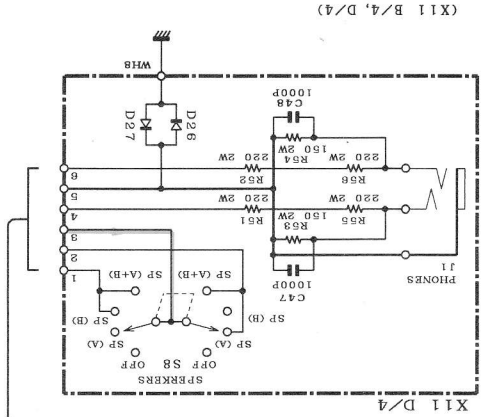 X11 D/4
SPERKERS
S8
OFF OFF
SP (A) SP (A)
SP (B) SP (B)
SP (A+B) SP (A+B)
PHONES
J1
C47
1000P
R53
150 2W
R55
220 2W
R51
220 2W
1
2
3
4
5
6
R56
220 2W
R52
220 2W
R54
150 2W
C48
1000P
D26
D27
WH8
(X11 B/4, D/4)